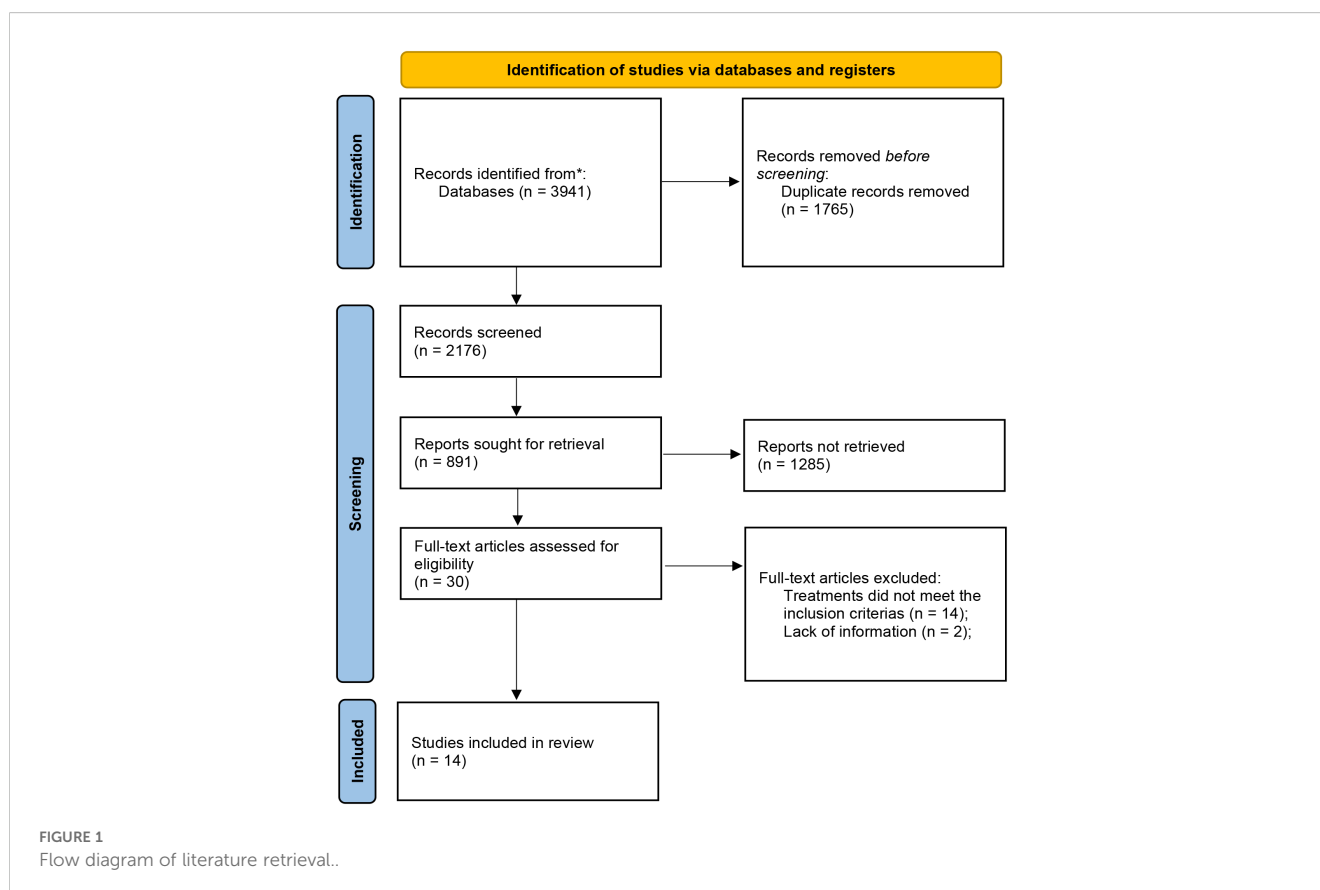 Identification of studies via databases and registers
Identification
Records identified from*:
Databases (n = 3941)
Records removed before
screening:
Duplicate records removed
(n = 1765)
Screening
Records screened
(n = 2176)
Reports sought for retrieval
(n = 891)
Reports not retrieved
(n = 1285)
Full-text articles assessed for
eligibility
(n = 30)
Full-text articles excluded:
Treatments did not meet the
inclusion criterias (n = 14);
Lack of information (n = 2);
Included
Studies included in review
(n = 14)
FIGURE 1
Flow diagram of literature retrieval..